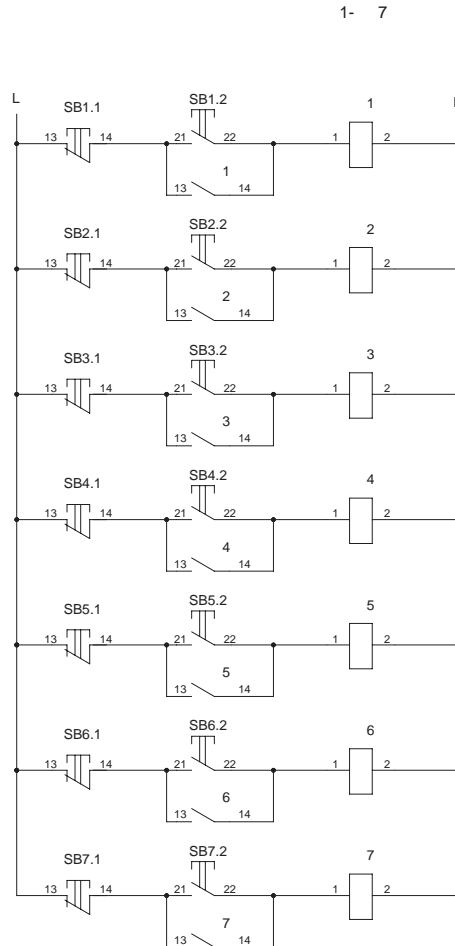 1- 7
L
SB1.1 SB1.2 1
13 14 21 22 1 2
1
13 14
SB2.2
SB2.1 2
13 14 21 22 1 2
2
13 14
SB3.2
SB3.1 3
13 14 21 22 1 2
3
13 14
SB4.2
SB4.1 4
13 14 21 22 1 2
4
13 14
SB5.2
SB5.1 5
13 14 21 22 1 2
5
13 14
SB6.2
SB6.1 6
13 14 21 22 1 2
6
13 14
SB7.2
SB7.1 7
13 14 21 22 1 2
7
13 14